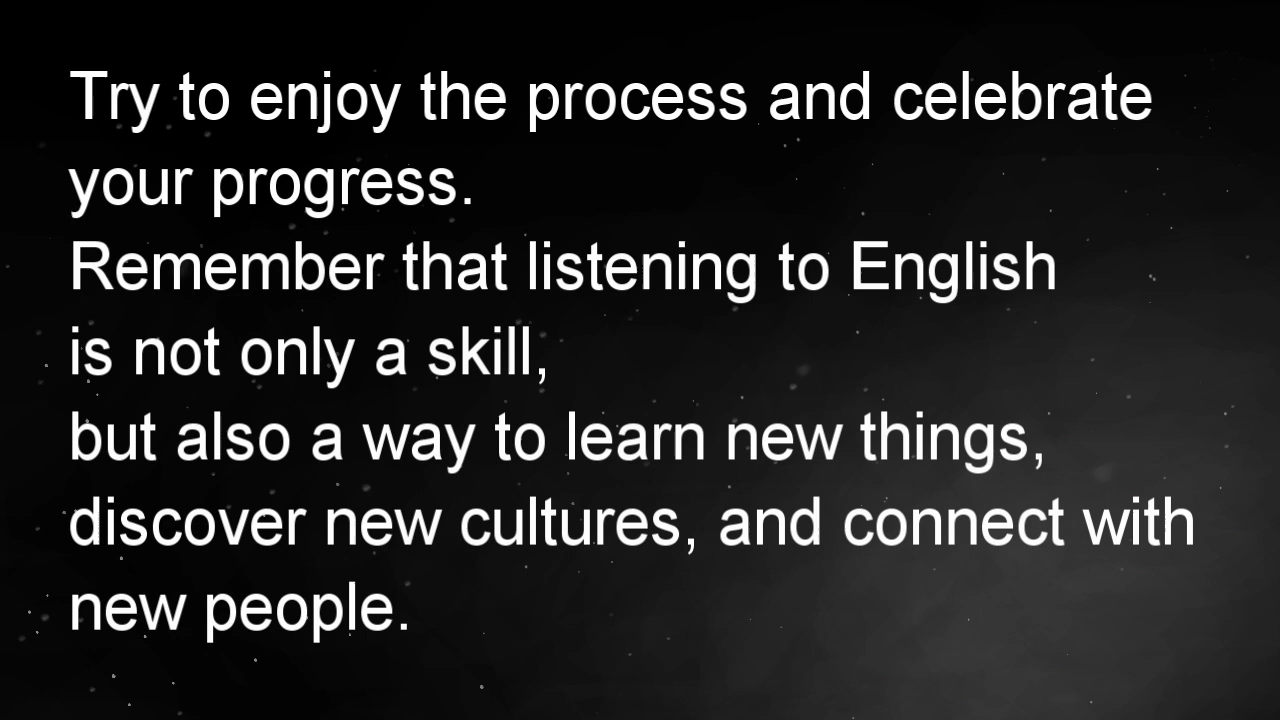 Try to enjoy the process and celebrate
your progress.
Remember that listening to English
is not only a skill,
but also a way to learn new things,
discover new cultures, and connect with
new people.